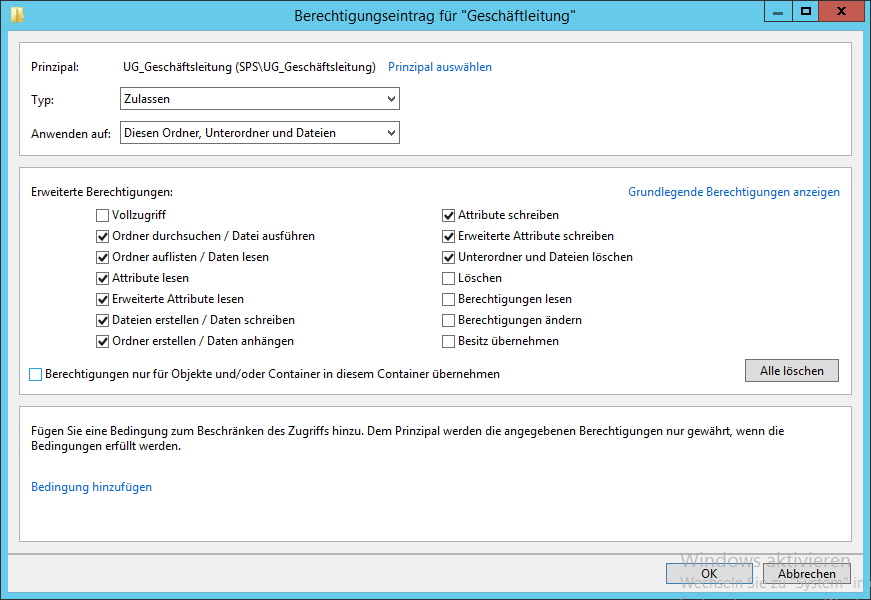 Berechtigungseintrag für "Geschäftleitung"
Prinzipal: UG_Geschäftsleitung (SPS\UG_Geschäftsleitung) Prinzipal auswählen
Typ: Zulassen
Anwenden auf: Diesen Ordner, Unterordner und Dateien
Erweiterte Berechtigungen: Grundlegende Berechtigungen anzeigen
Vollzugriff
Ordner durchsuchen / Datei ausführen
Ordner auflisten / Daten lesen
Attribute lesen
Erweiterte Attribute lesen
Dateien erstellen / Daten schreiben
Ordner erstellen / Daten anhängen
Attribute schreiben
Erweiterte Attribute schreiben
Unterordner und Dateien löschen
Löschen
Berechtigungen lesen
Berechtigungen ändern
Besitz übernehmen
Berechtigungen nur für Objekte und/oder Container in diesem Container übernehmen
Alle löschen
Fügen Sie eine Bedingung zum Beschränken des Zugriffs hinzu. Dem Prinzipal werden die angegebenen Berechtigungen nur gewährt, wenn die
Bedingungen erfüllt werden.
Bedingung hinzufügen
Windows aktivieren
OK Abbrechen
Wechseln Sie zu "System" in